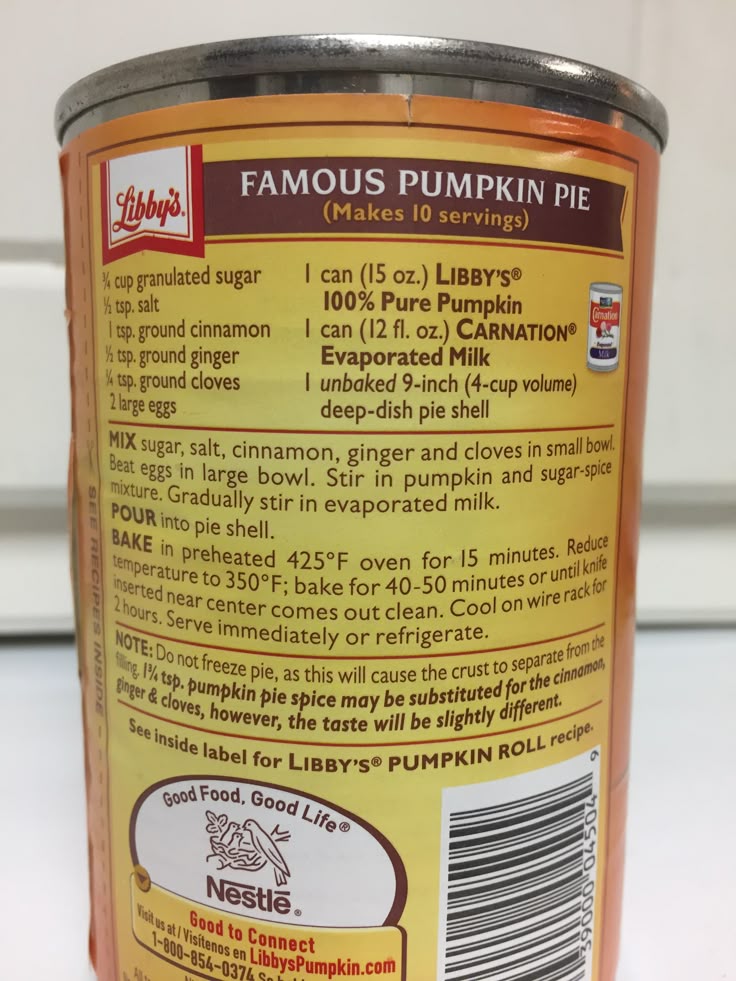 Libby's.
FAMOUS PUMPKIN PIE
(Makes 10 servings)
¾ cup granulated sugar
½ tsp. salt
1 tsp. ground cinnamon
½ tsp. ground ginger
¼ tsp. ground cloves
2 large eggs
1 can (15 oz.) LIBBY'S®
100% Pure Pumpkin
1 can (12 fl. oz.) CARNATION®
Evaporated Milk
1 unbaked 9-inch (4-cup volume)
deep-dish pie shell
Carnation
Milk
MIX sugar, salt, cinnamon, ginger and cloves in small bowl.
Beat eggs in large bowl. Stir in pumpkin and sugar-spice
mixture. Gradually stir in evaporated milk.
POUR into pie shell.
BAKE in preheated 425°F oven for 15 minutes. Reduce
temperature to 350°F; bake for 40-50 minutes or until knife
inserted near center comes out clean. Cool on wire rack for
2 hours. Serve immediately or refrigerate.
NOTE: Do not freeze pie, as this will cause the crust to separate from the
filling. 1¾ tsp. pumpkin pie spice may be substituted for the cinnamon,
ginger & cloves, however, the taste will be slightly different.
See inside label for LIBBY'S® PUMPKIN ROLL recipe.
SEE RECIPES INSIDE
Good Food, Good Life®
Nestlé®
Good to Connect
Visit us at / Visítenos en LibbysPumpkin.com
1-800-854-0374
39000 04504 9